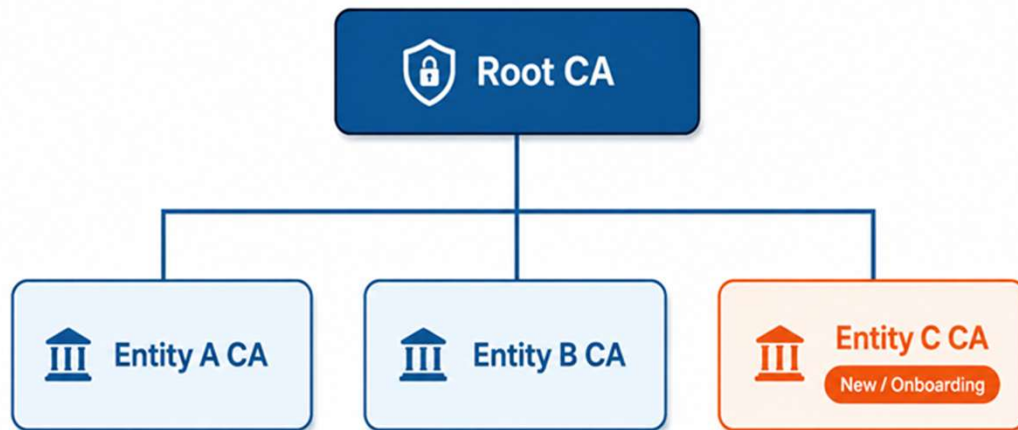 Root CA
Entity A CA
Entity B CA
Entity C CA
New / Onboarding